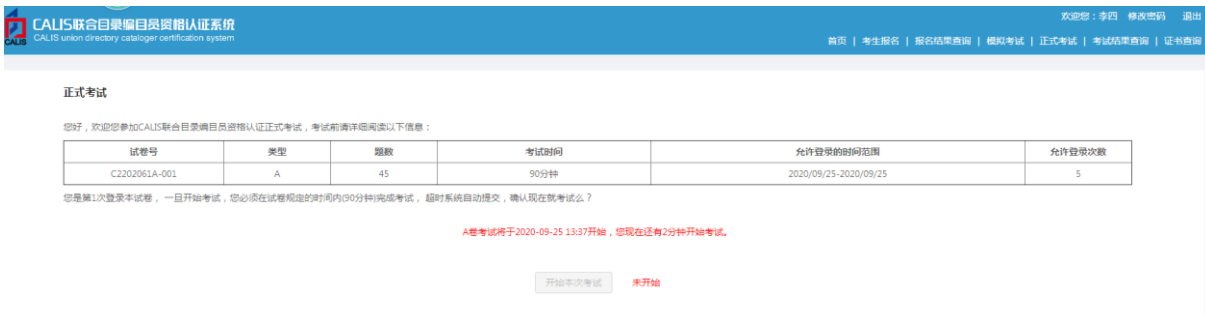 欢迎您：李四 修改密码 退出
CALIS联合目录编目员资格认证系统
CALIS union directory cataloger certification system
CALIS
首页 | 考生报名 | 报名结果查询 | 模拟考试 | 正式考试 | 考试结果查询 | 证书查询
正式考试
您好，欢迎您参加CALIS联合目录编目员资格认证正式考试，考试前请详细阅读以下信息：
试卷号 类型 题数 考试时间 允许登录的时间范围 允许登录次数
C2202061A-001 A 45 90分钟 2020/09/25-2020/09/25 5
您是第1次登录本试卷， 一旦开始考试，您必须在试卷规定的时间内(90分钟)完成考试， 超时系统自动提交，确认现在就考试么？
A卷考试将于2020-09-25 13:37开始，您现在还有2分钟开始考试。
开始本次考试 未开始